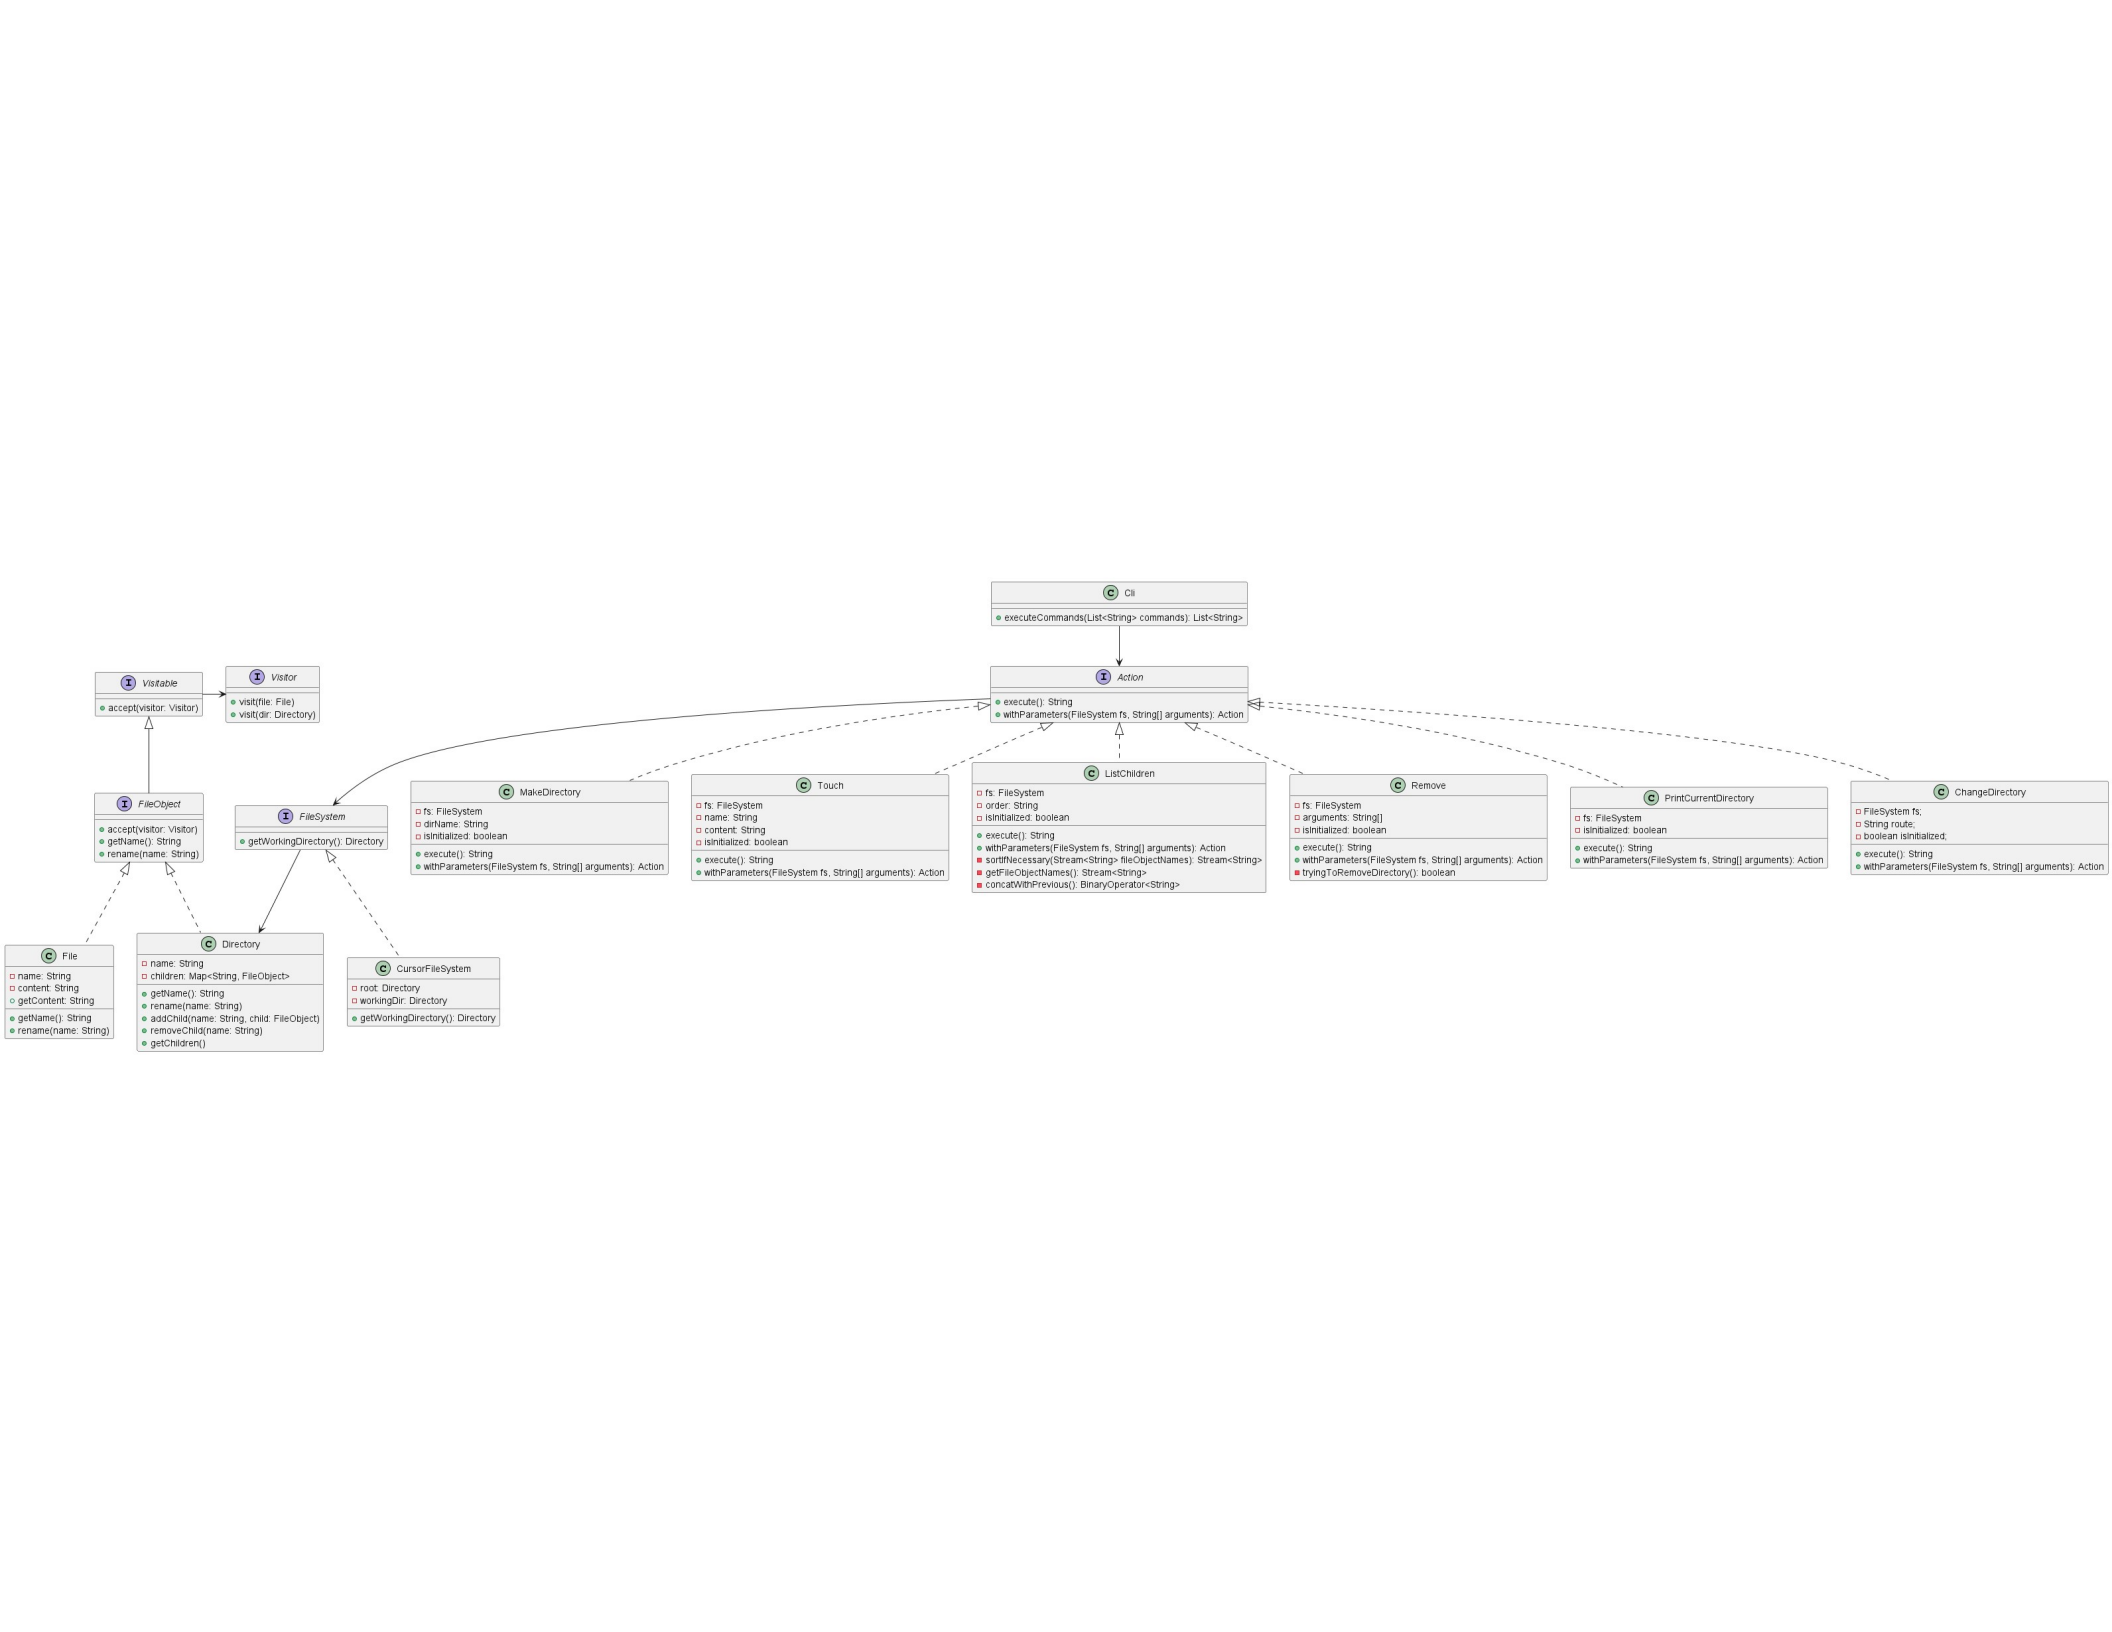 Cli
executeCommands(List<String> commands): List<String>
Visitable
accept(visitor: Visitor)
Visitor
visit(file: File)
visit(dir: Directory)
Action
execute(): String
withParameters(FileSystem fs, String[] arguments): Action
FileObject
accept(visitor: Visitor)
getName(): String
rename(name: String)
FileSystem
getWorkingDirectory(): Directory
MakeDirectory
fs: FileSystem
dirName: String
isInitialized: boolean
execute(): String
withParameters(FileSystem fs, String[] arguments): Action
Touch
fs: FileSystem
name: String
content: String
isInitialized: boolean
execute(): String
withParameters(FileSystem fs, String[] arguments): Action
ListChildren
fs: FileSystem
order: String
isInitialized: boolean
execute(): String
withParameters(FileSystem fs, String[] arguments): Action
sortIfNecessary(Stream<String> fileObjectNames): Stream<String>
getFileObjectNames(): Stream<String>
concatWithPrevious(): BinaryOperator<String>
Remove
fs: FileSystem
arguments: String[]
isInitialized: boolean
execute(): String
withParameters(FileSystem fs, String[] arguments): Action
tryingToRemoveDirectory(): boolean
PrintCurrentDirectory
fs: FileSystem
isInitialized: boolean
execute(): String
withParameters(FileSystem fs, String[] arguments): Action
ChangeDirectory
FileSystem fs;
String route;
boolean isInitialized;
execute(): String
withParameters(FileSystem fs, String[] arguments): Action
File
name: String
content: String
getContent: String
getName(): String
rename(name: String)
Directory
name: String
children: Map<String, FileObject>
getName(): String
rename(name: String)
addChild(name: String, child: FileObject)
removeChild(name: String)
getChildren()
CursorFileSystem
root: Directory
workingDir: Directory
getWorkingDirectory(): Directory